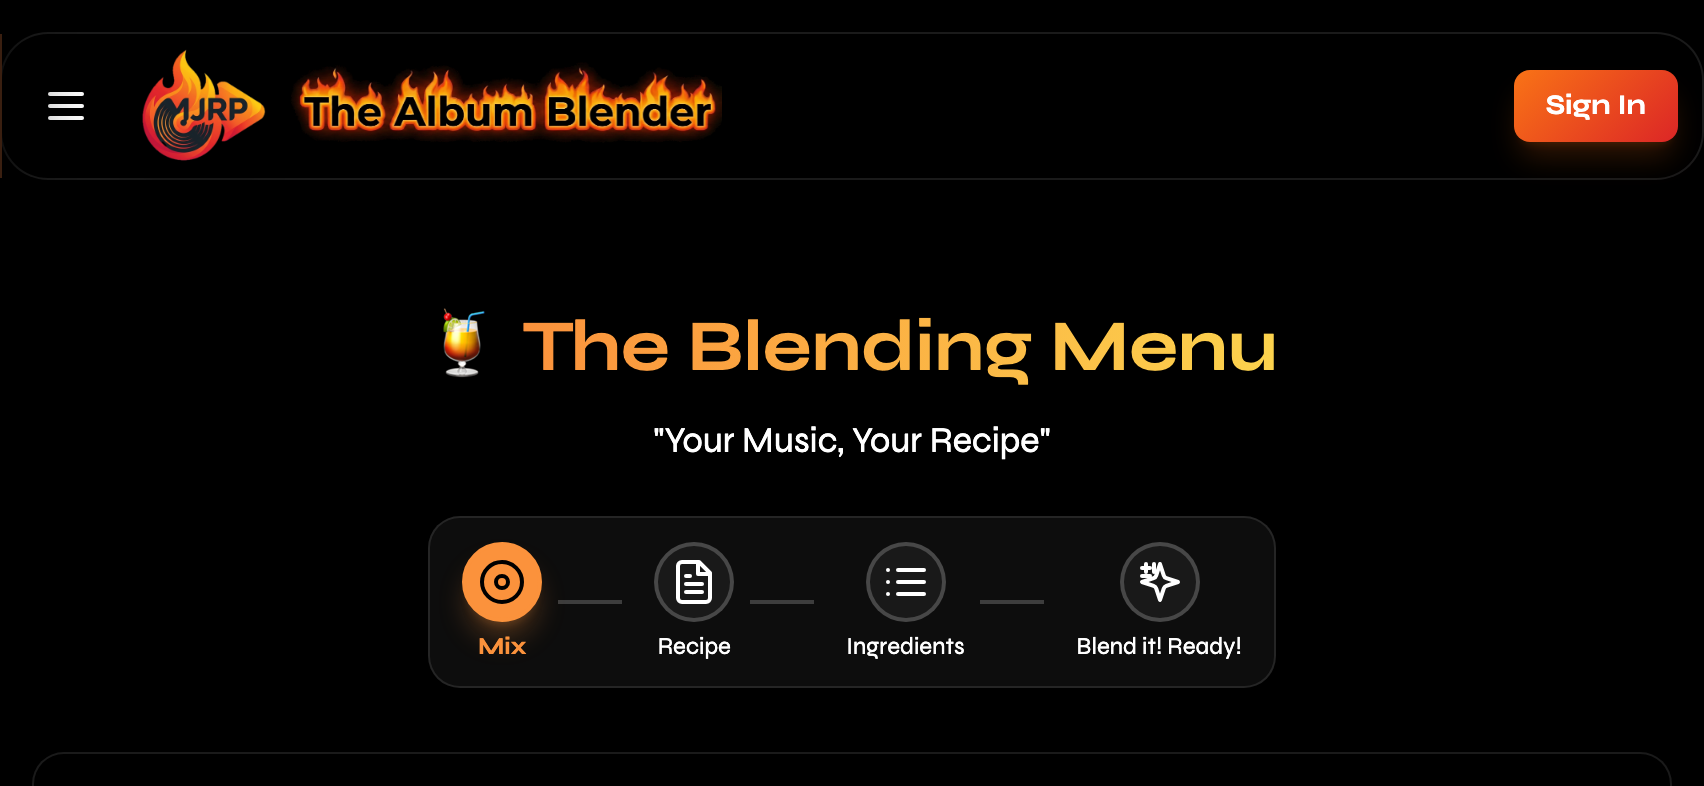 MJRP
The Album Blender
Sign In
The Blending Menu
"Your Music, Your Recipe"
Mix
Recipe
Ingredients
Blend it! Ready!